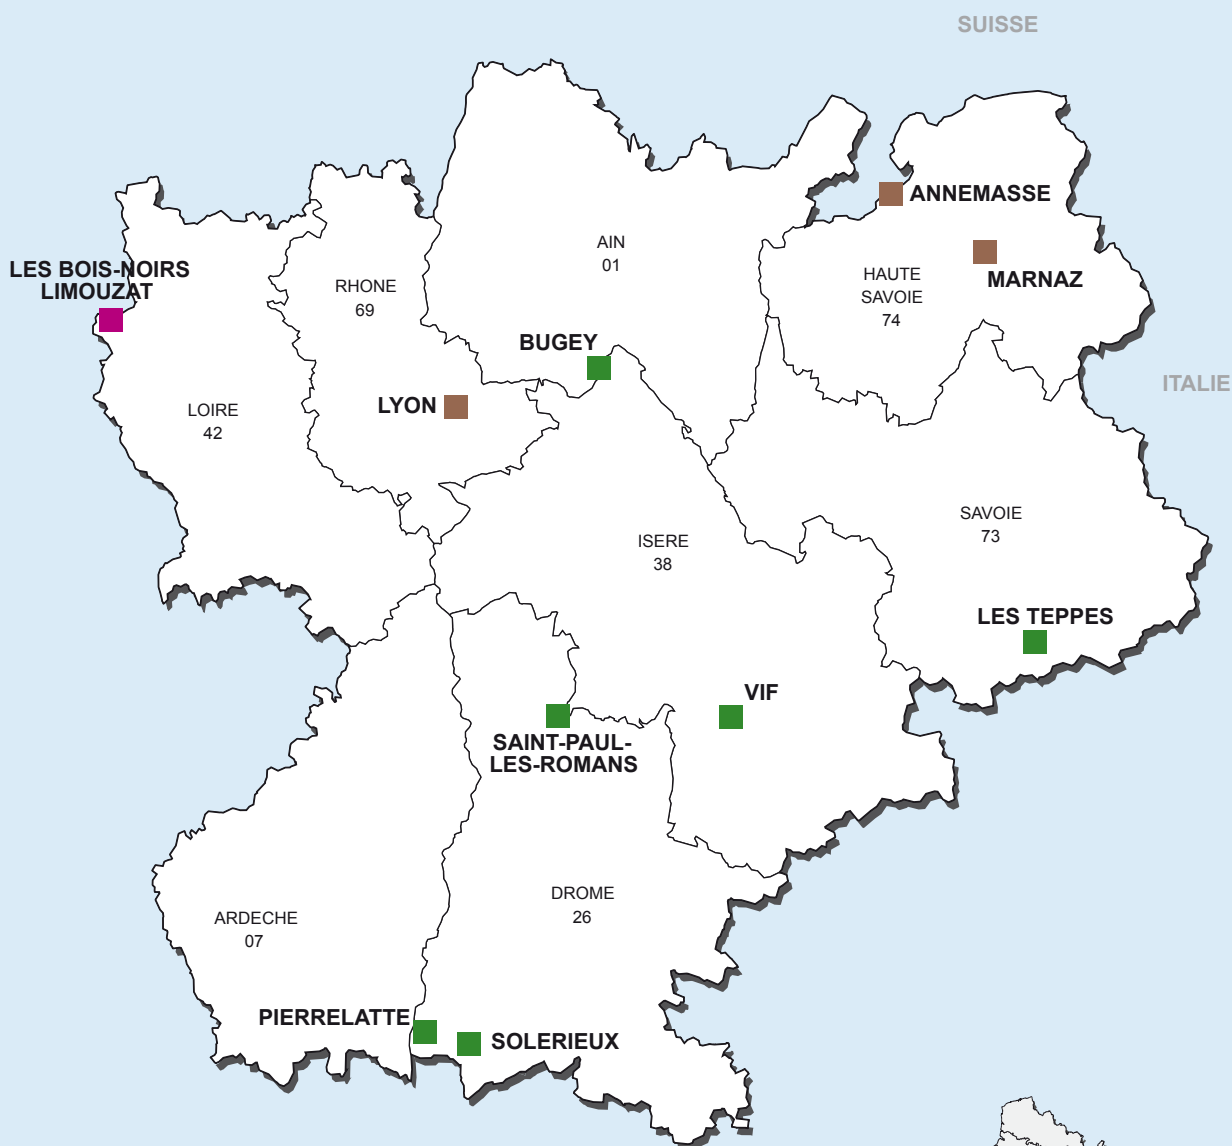 SUISSE
ANNEMASSE
AIN
01
LES BOIS-NOIRS
LIMOUZAT
RHONE
69
HAUTE
SAVOIE
74
MARNAZ
BUGEY
ITALIE
LYON
LOIRE
42
SAVOIE
73
ISERE
38
LES TEPPES
VIF
SAINT-PAUL-
LES-ROMANS
DROME
26
ARDECHE
07
PIERRELATTE
SOLERIEUX